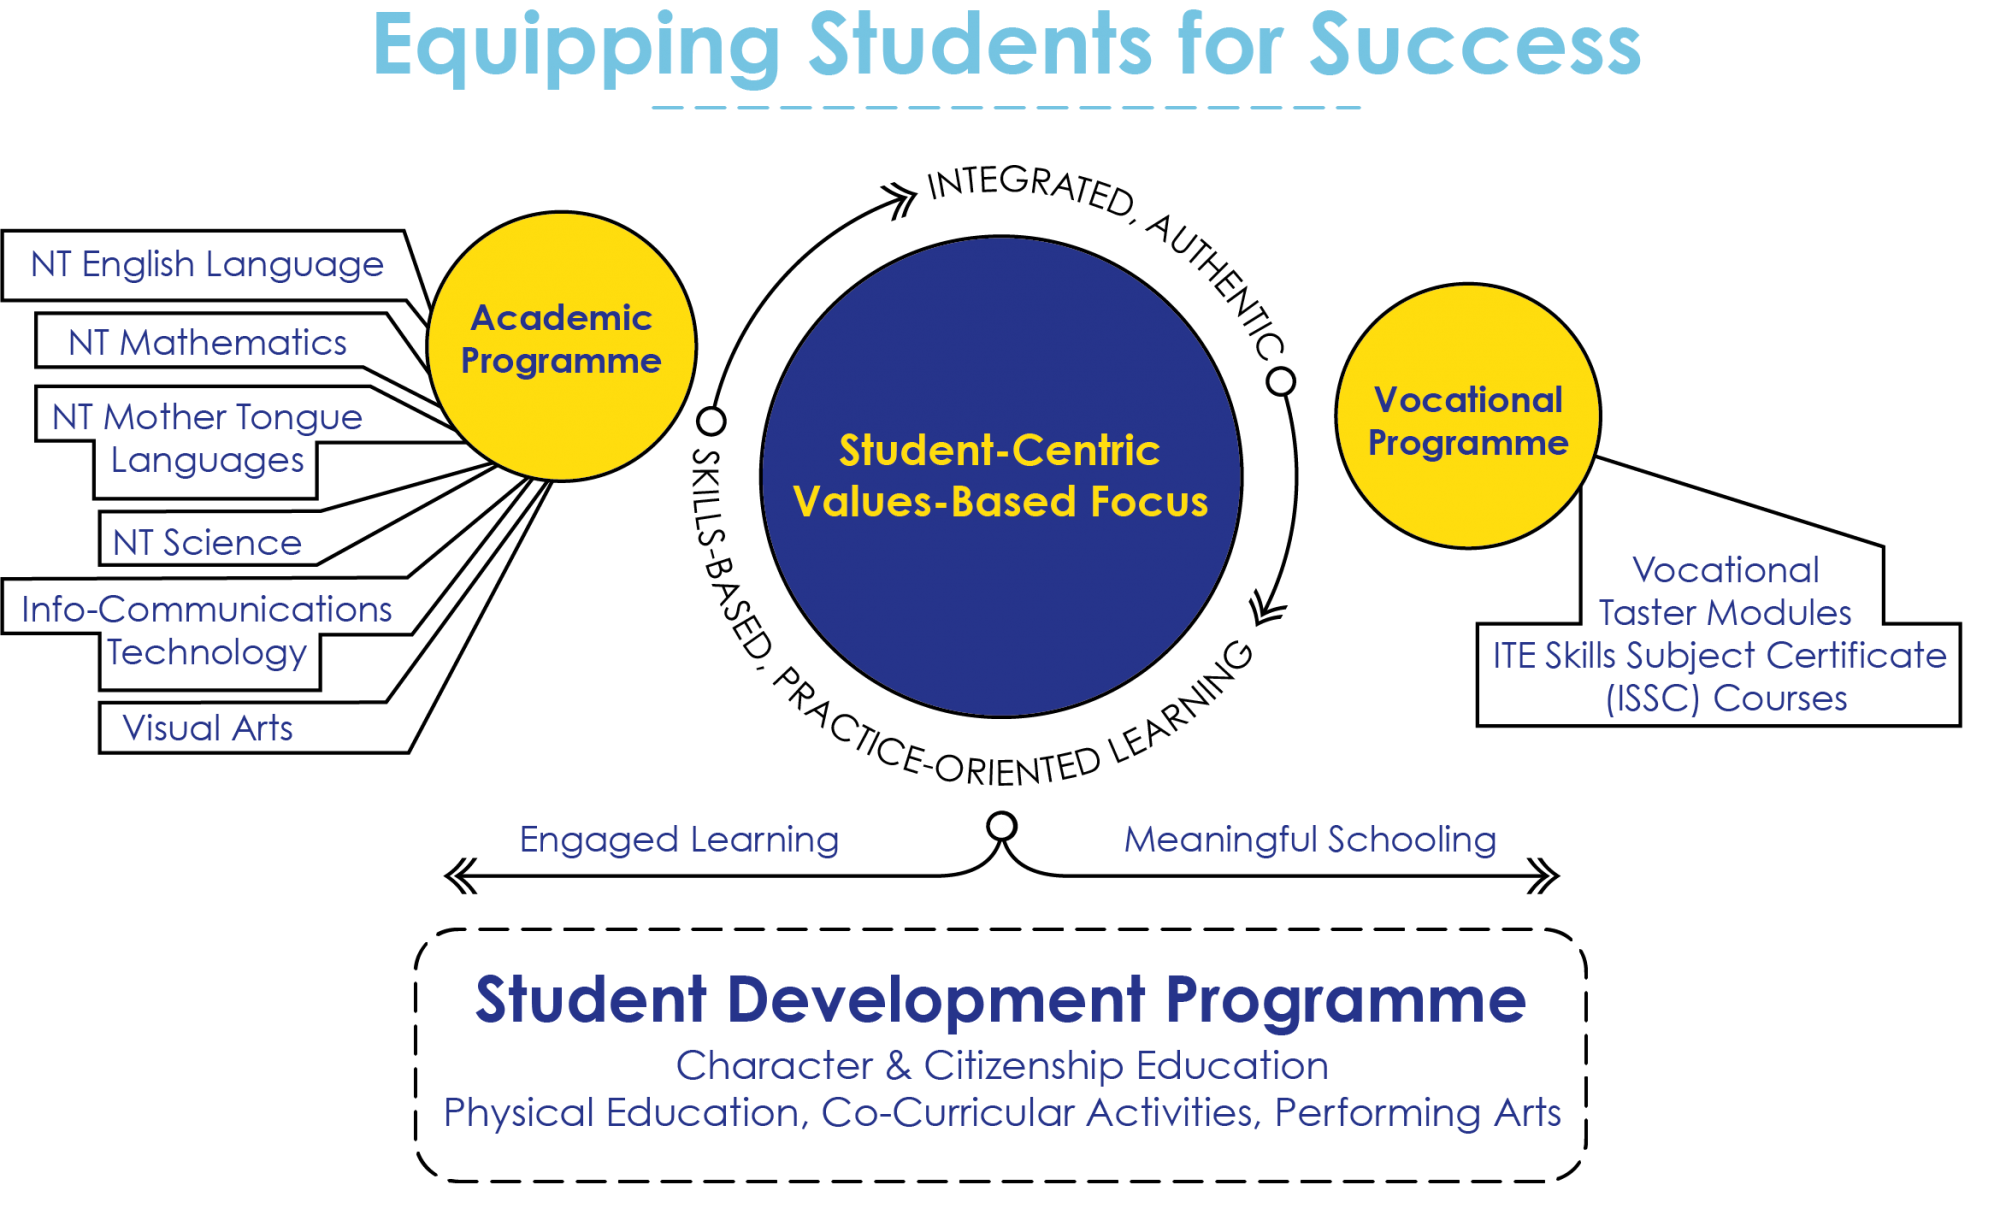 Equipping Students for Success
INTEGRATED, AUTHENTIC
SKILLS-BASED, PRACTICE-ORIENTED LEARNING
Academic
Programme
NT English Language
NT Mathematics
NT Mother Tongue
Languages
NT Science
Info-Communications
Technology
Visual Arts
Student-Centric
Values-Based Focus
Vocational
Programme
Vocational
Taster Modules
ITE Skills Subject Certificate
(ISSC) Courses
Engaged Learning
Meaningful Schooling
Student Development Programme
Character & Citizenship Education
Physical Education, Co-Curricular Activities, Performing Arts